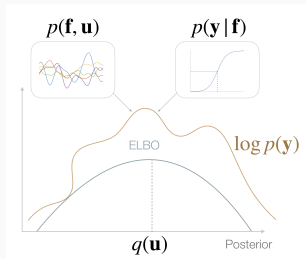 p(f, u) p(y | f)
ELBO
log p(y)
q(u)
Posterior